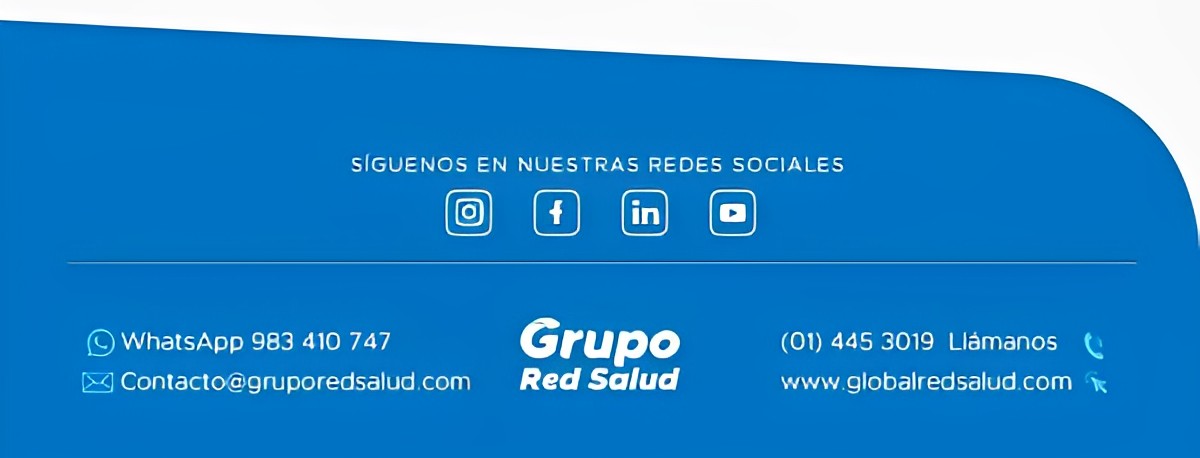 SÍGUENOS EN NUESTRAS REDES SOCIALES
WhatsApp 983 410 747
Contacto@gruporedsalud.com
Grupo
Red Salud
(01) 445 3019 Llámanos
www.globalredsalud.com